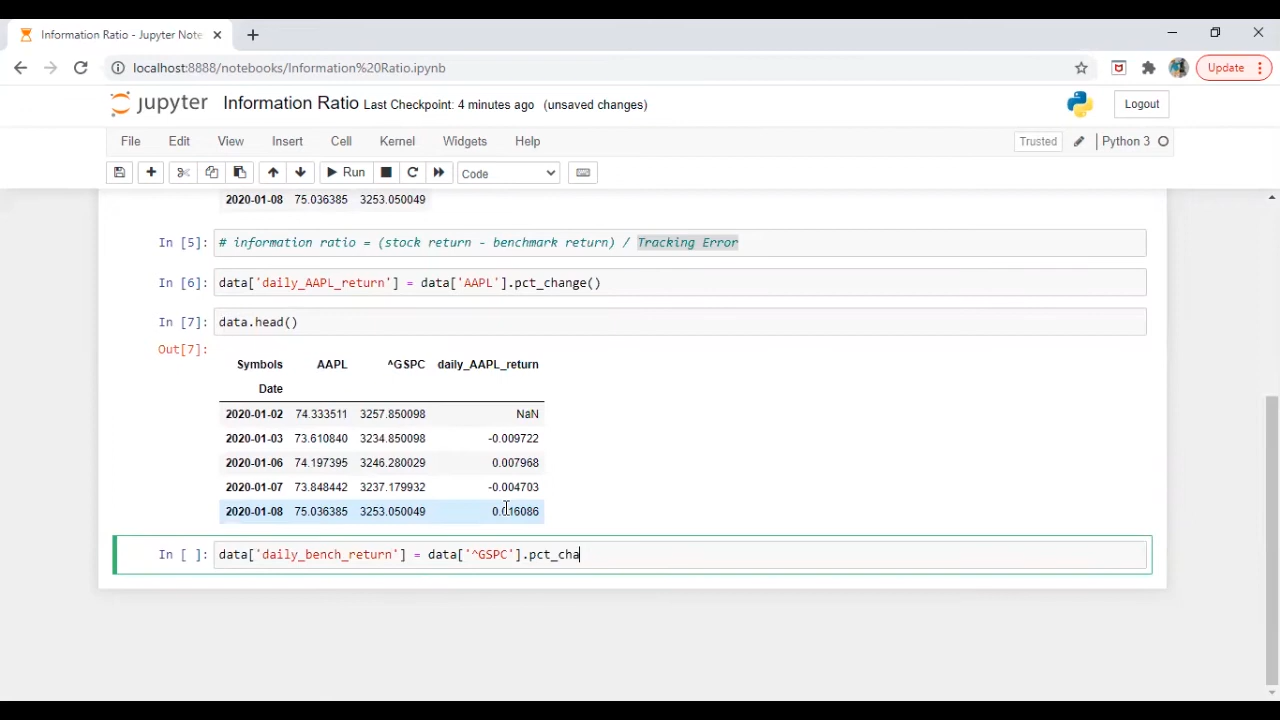 Information Ratio - Jupyter Note
localhost:8888/notebooks/Information%20Ratio.ipynb
Update
jupyter Information Ratio Last Checkpoint: 4 minutes ago (unsaved changes)
Logout
File Edit View Insert Cell Kernel Widgets Help
Trusted Python 3
Run Code
2020-01-08 75.036385 3253.050049
In [5]: # information ratio = (stock return - benchmark return) / Tracking Error
In [6]: data['daily_AAPL_return'] = data['AAPL'].pct_change()
In [7]: data.head()
Out[7]:
Symbols AAPL ^GSPC daily_AAPL_return
Date
2020-01-02 74.333511 3257.850098 NaN
2020-01-03 73.610840 3234.850098 -0.009722
2020-01-06 74.197395 3246.280029 0.007968
2020-01-07 73.848442 3237.179932 -0.004703
2020-01-08 75.036385 3253.050049 0.016086
In [ ]: data['daily_bench_return'] = data['^GSPC'].pct_cha